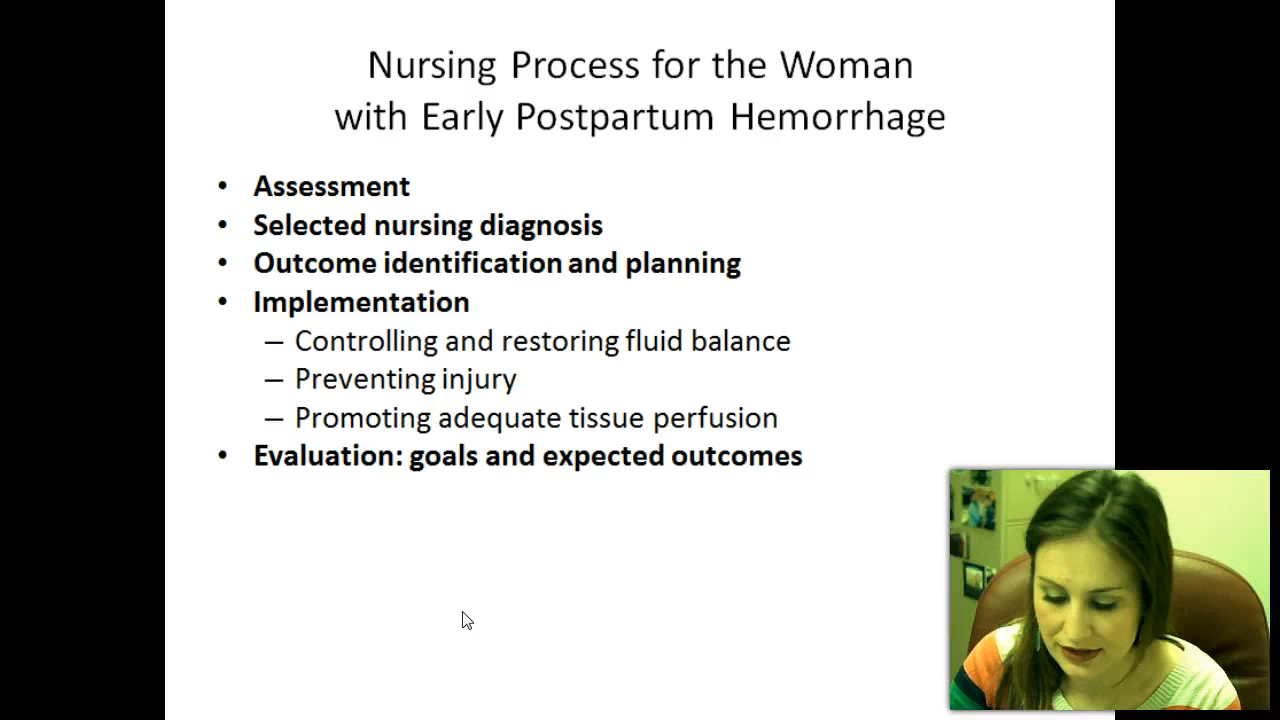 Nursing Process for the Woman
with Early Postpartum Hemorrhage
• Assessment
• Selected nursing diagnosis
• Outcome identification and planning
• Implementation
– Controlling and restoring fluid balance
– Preventing injury
– Promoting adequate tissue perfusion
• Evaluation: goals and expected outcomes